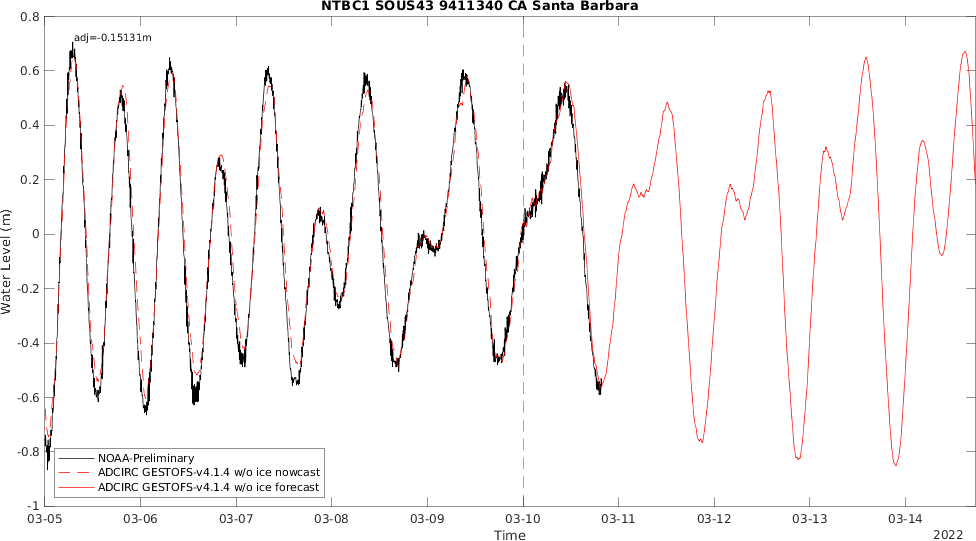 NTBC1 SOUS43 9411340 CA Santa Barbara
adj=-0.15131m
0.8
0.6
0.4
0.2
0
-0.2
-0.4
-0.6
-0.8
-1
Water Level (m)
NOAA-Preliminary
ADCIRC GESTOFS-v4.1.4 w/o ice nowcast
ADCIRC GESTOFS-v4.1.4 w/o ice forecast
03-05 03-06 03-07 03-08 03-09 03-10 03-11 03-12 03-13 03-14
Time
2022